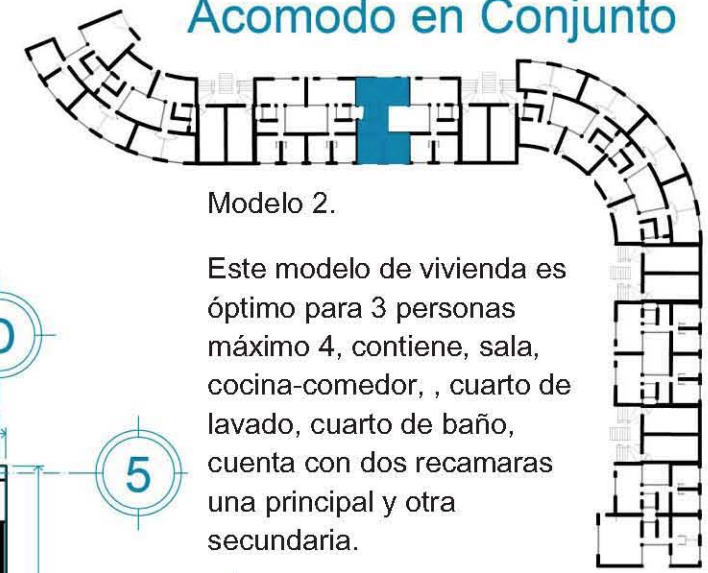 Acomodo en Conjunto
Modelo 2.
Este modelo de vivienda es
óptimo para 3 personas
máximo 4, contiene, sala,
cocina-comedor, , cuarto de
lavado, cuarto de baño,
cuenta con dos recamaras
una principal y otra
secundaria.
5